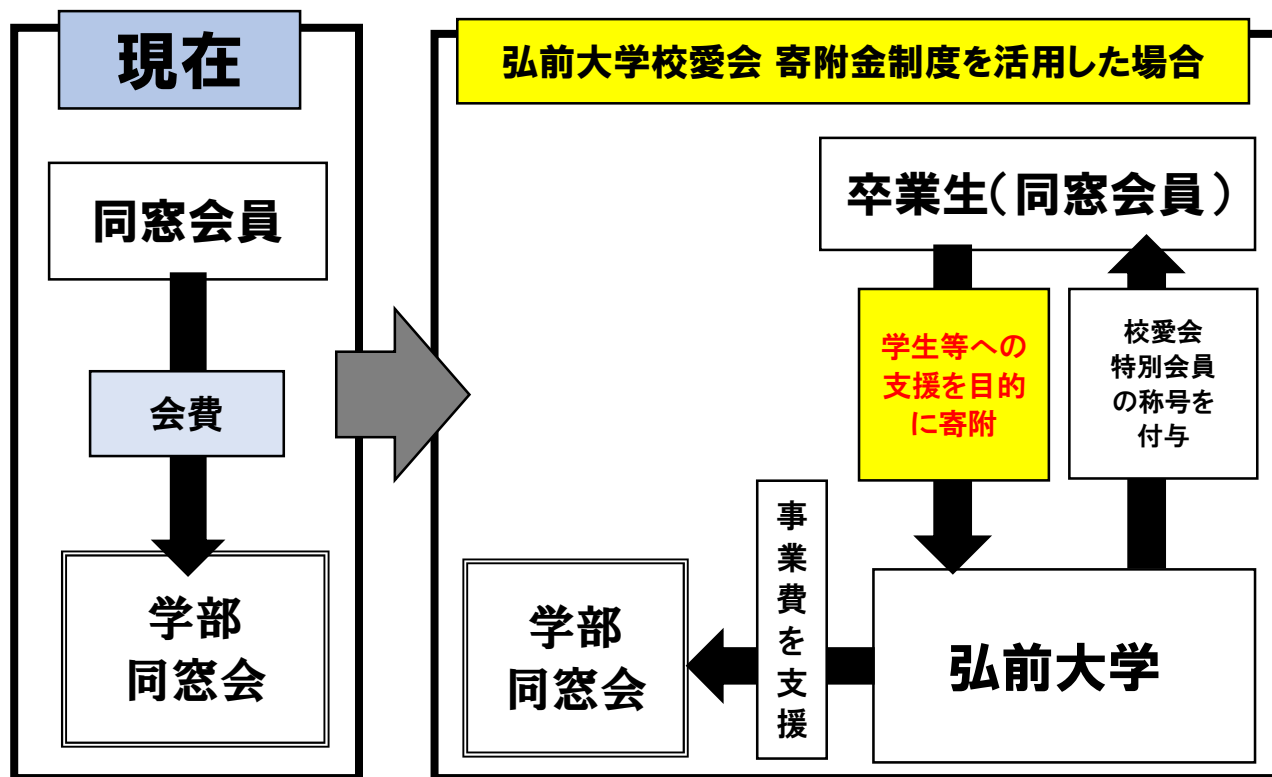 現在
同窓会員
会費
学部
同窓会
弘前大学校愛会 寄附金制度を活用した場合
卒業生(同窓会員)
学生等への
支援を目的
に寄附
校愛会
特別会員
の称号を
付与
事業費を支援
学部
同窓会
弘前大学